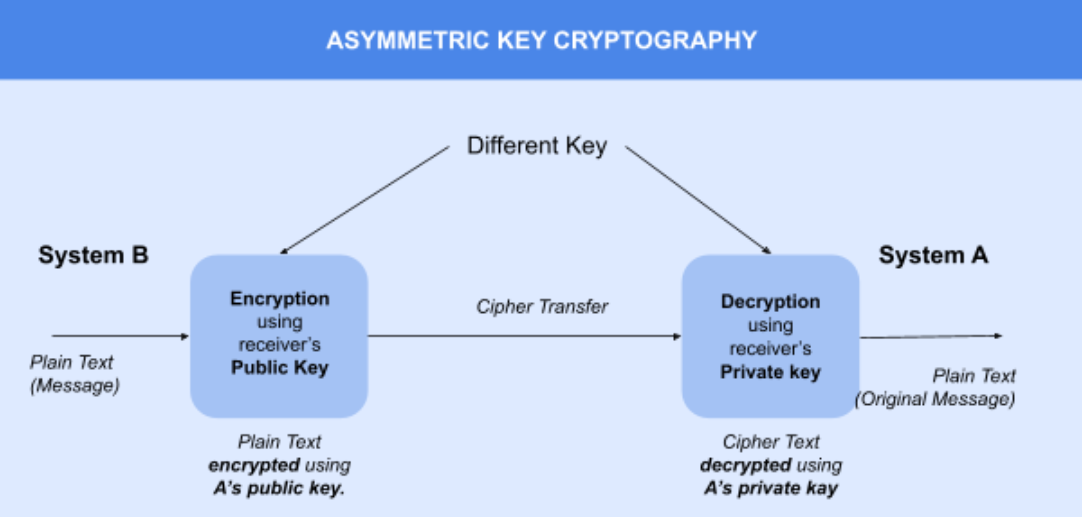 ASYMMETRIC KEY CRYPTOGRAPHY
Different Key
System B
System A
Encryption
using
receiver's
Public Key
Cipher Transfer
Decryption
using
receiver's
Private key
Plain Text
(Message)
Plain Text
(Original Message)
Plain Text
encrypted using
A's public key.
Cipher Text
decrypted using
A's private kay